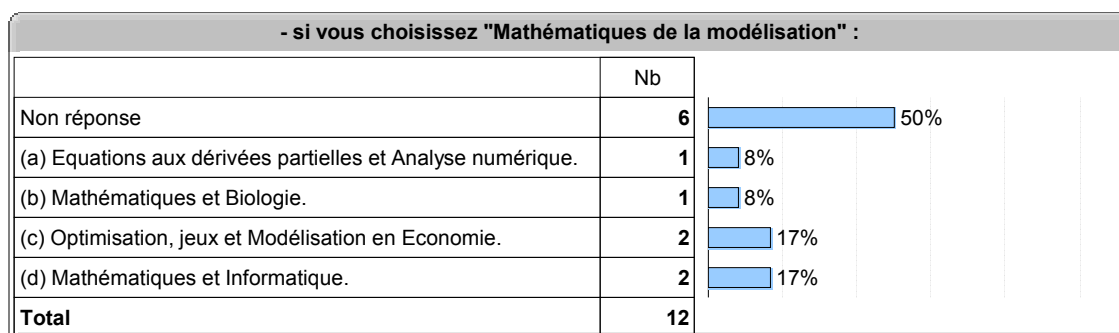 - si vous choisissez "Mathématiques de la modélisation" :
Nb
Non réponse 6 50%
(a) Equations aux dérivées partielles et Analyse numérique. 1 8%
(b) Mathématiques et Biologie. 1 8%
(c) Optimisation, jeux et Modélisation en Economie. 2 17%
(d) Mathématiques et Informatique. 2 17%
Total 12